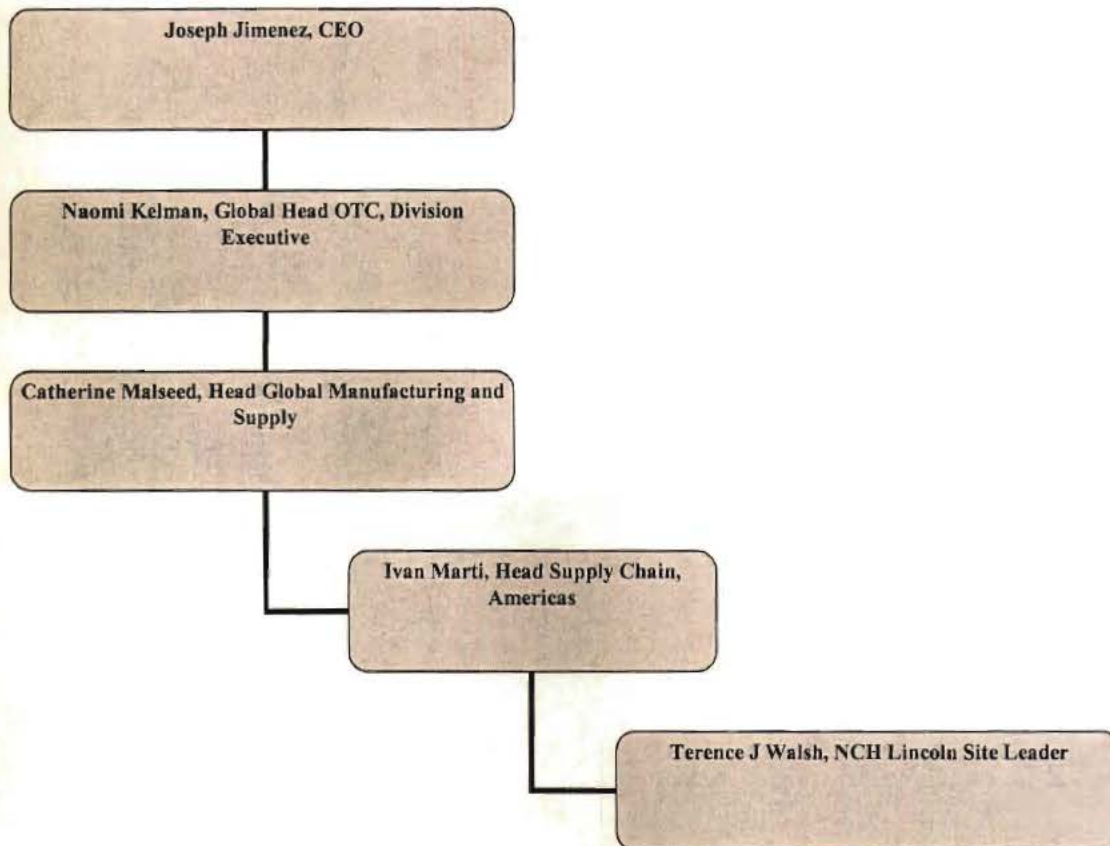 Joseph Jimenez, CEO
Naomi Kelman, Global Head OTC, Division
Executive
Catherine Malseed, Head Global Manufacturing and
Supply
Ivan Marti, Head Supply Chain,
Americas
Terence J Walsh, NCH Lincoln Site Leader